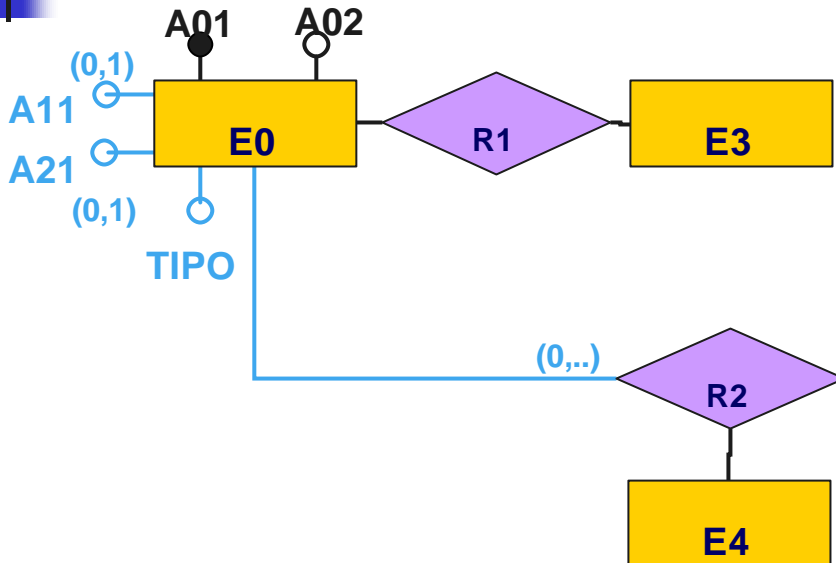 A01 A02
(0,1)
A11
E0 R1 E3
A21
(0,1)
TIPO
(0,..)
R2
E4